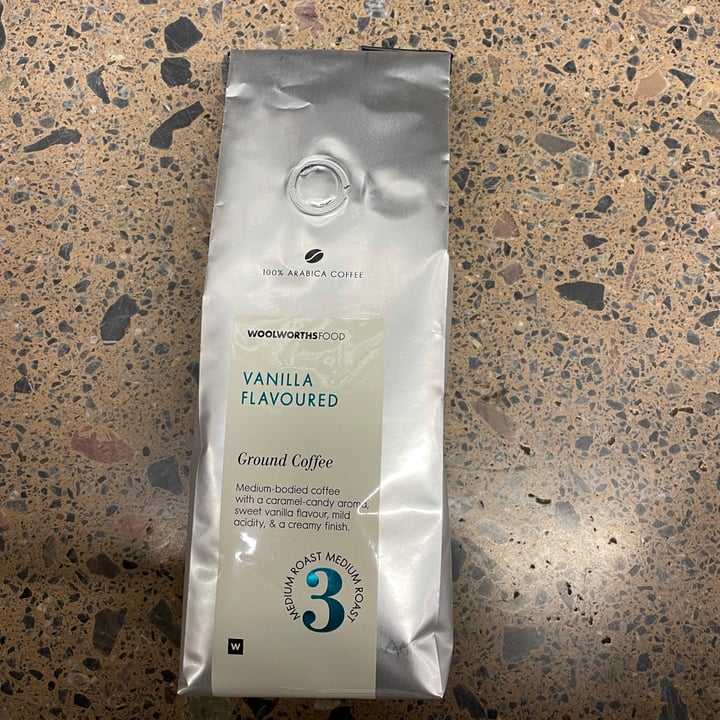 100% ARABICA COFFEE
WOOLWORTHSFOOD
VANILLA
FLAVOURED
Ground Coffee
Medium-bodied coffee
with a caramel-candy aroma,
sweet vanilla flavour, mild
acidity, & a creamy finish.
MEDIUM ROAST MEDIUM ROAST
3
W